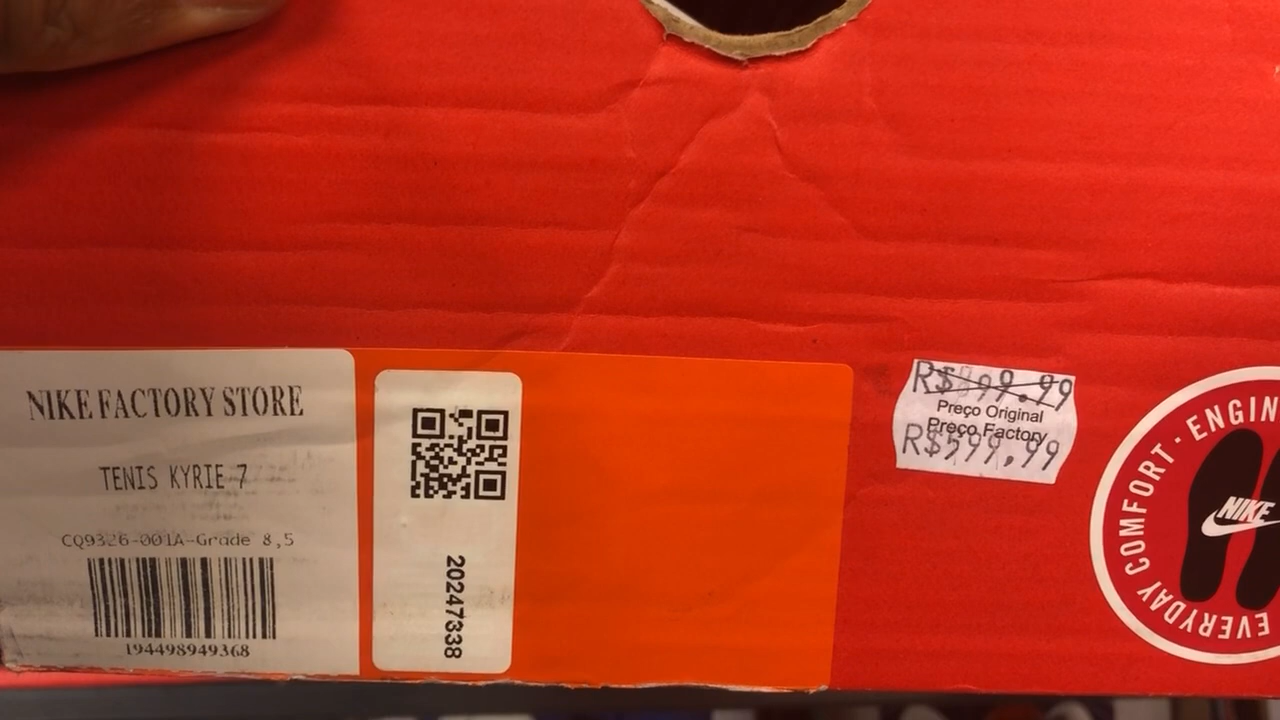 NIKE FACTORY STORE
TENIS KYRIE 7
CQ9326-001A-Grade 8,5
194498949368
20247338
R$899.99
Preço Original
Preço Factory
R$599,99
EVERYDAY COMFORT · ENGIN
NIKE